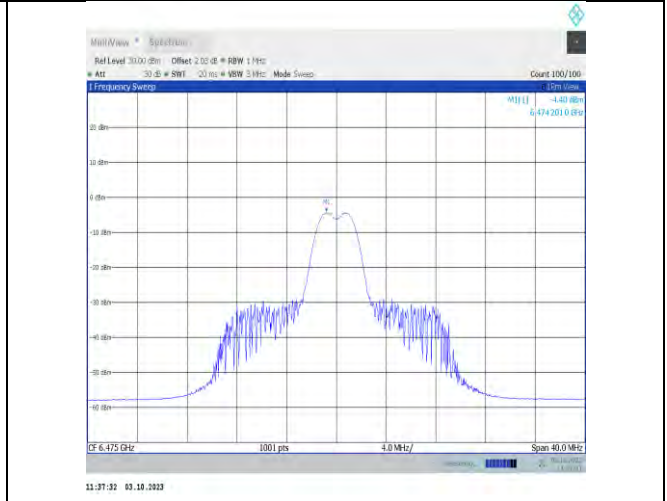 MultiView Spectrum
Ref Level 30.00 dBm Offset 2.02 dB RBW 1 MHz
Att 30 dB SWT 20 ms VBW 3 MHz Mode Sweep Count 100/100
1 Frequency Sweep 1Rm View
M1[1] -4.40 dBm
6.474201 0 GHz
20 dBm
10 dBm
0 dBm
M1
-10 dBm
-20 dBm
-30 dBm
-40 dBm
-50 dBm
-60 dBm
CF 6.475 GHz 1001 pts 4.0 MHz/ Span 40.0 MHz
11:37:32 03.10.2023